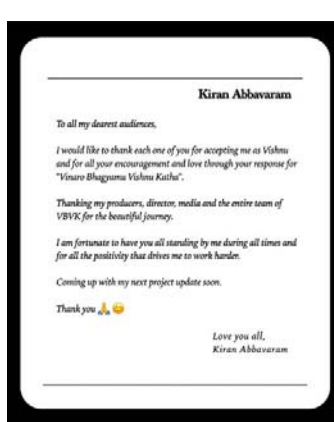 Kiran Abbavaram
To all my dearest audiences,
I would like to thank each one of you for accepting me as Vishnu
and for all your encouragement and love through your response for
"Vinaro Bhagyamu Vishnu Katha".
Thanking my producers, director, media and the entire team of
VBVK for the beautiful journey.
I am fortunate to have you all standing by me during all times and
for all the positivity that drives me to work harder.
Coming up with my next project update soon.
Thank you 🙏 😊
Love you all,
Kiran Abbavaram